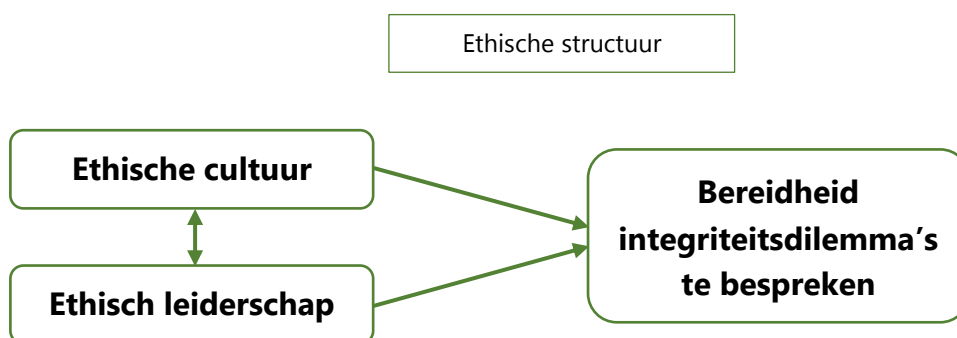 Ethische structuur
Ethische cultuur
Ethisch leiderschap
Bereidheid
integriteitsdilemma’s
te bespreken